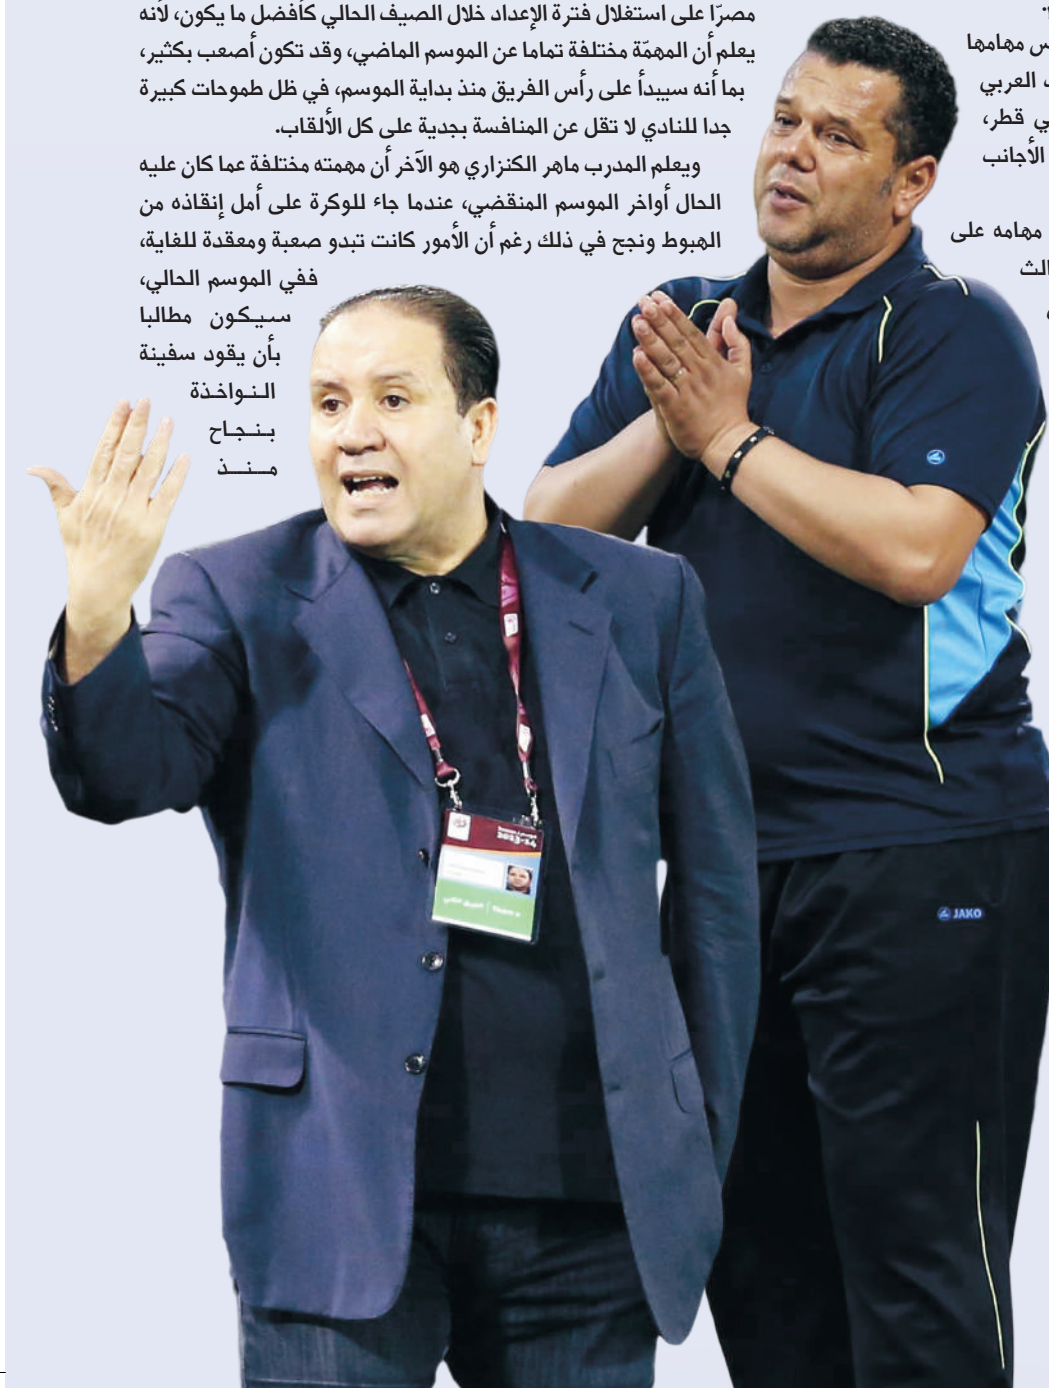 مصرّا على استغلال فترة الإعداد خلال الصيف الحالي كأفضل ما يكون، لأنه
يعلم أن المهمّة مختلفة تماما عن الموسم الماضي، وقد تكون أصعب بكثير،
بما أنه سيبدأ على رأس الفريق منذ بداية الموسم، في ظل طموحات كبيرة
جدا للنادي لا تقل عن المنافسة بجدية على كل الألقاب.
ويعلم المدرب ماهر الكنزاري هو الآخر أن مهمته مختلفة عما كان عليه
الحال أواخر الموسم المنقضي، عندما جاء للوكرة على أمل إنقاذه من
الهبوط ونجح في ذلك رغم أن الأمور كانت تبدو صعبة ومعقدة للغاية،
ففي الموسم الحالي،
سيكون مطالبا
بأن يقود سفينة
النواخذة
بنجاح
منذ
مهامها
العربي
قطر،
الأجانب
مهامه على
2013-14
JAKO